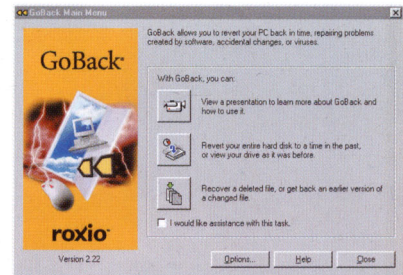 GoBack Main Menu
GoBack
roxio
Version 2.22
GoBack allows you to revert your PC back in time, repairing problems
created by software, accidental changes, or viruses.
With GoBack, you can:
View a presentation to learn more about GoBack and
how to use it.
Revert your entire hard disk to a time in the past,
or view your drive as it was before.
Recover a deleted file, or get back an earlier version of
a changed file.
I would like assistance with this task.
Options...
Help
Close